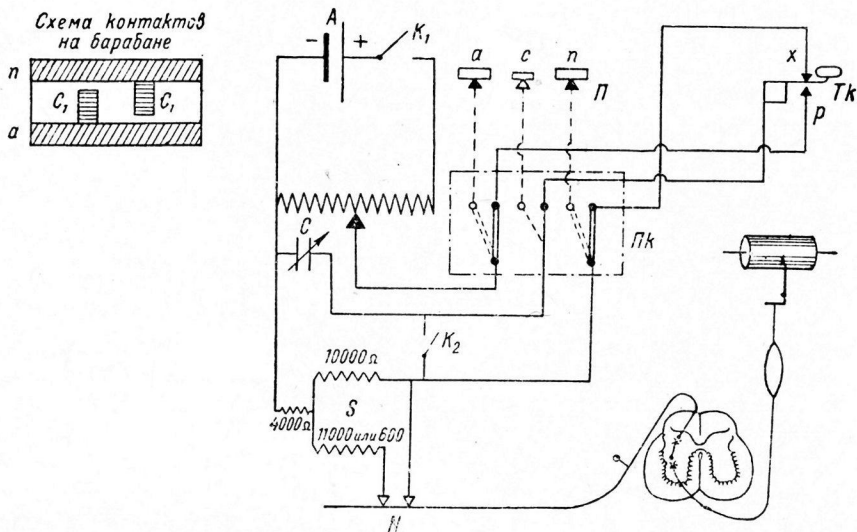 Схема контактов
на барабане
п
C₁ C₁
а
A
- +
K₁
а с п
П
x
Tk
p
Пk
C
K₂
10000Ω
S
4000Ω
11000 или 600
N